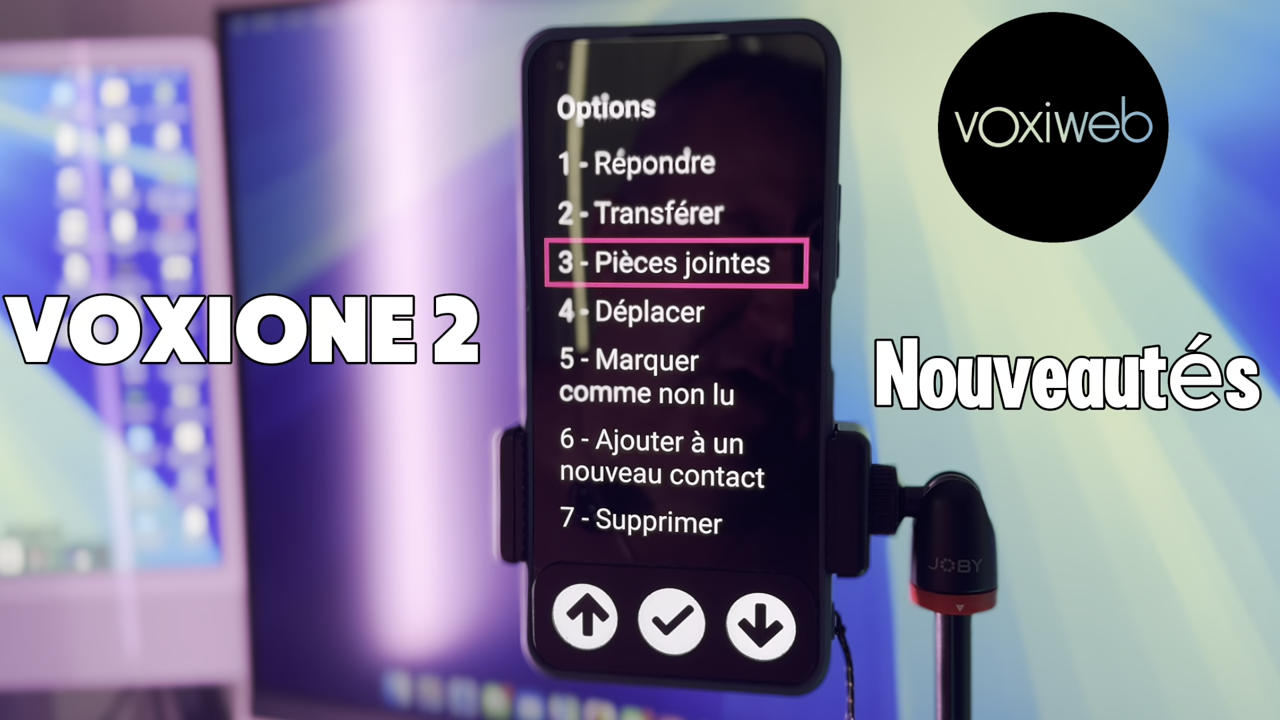 VOXIONE 2
Options
1 - Répondre
2 - Transférer
3 - Pièces jointes
4 - Déplacer
5 - Marquer
comme non lu
6 - Ajouter à un
nouveau contact
7 - Supprimer
voxiweb
Nouveautés
JOBY